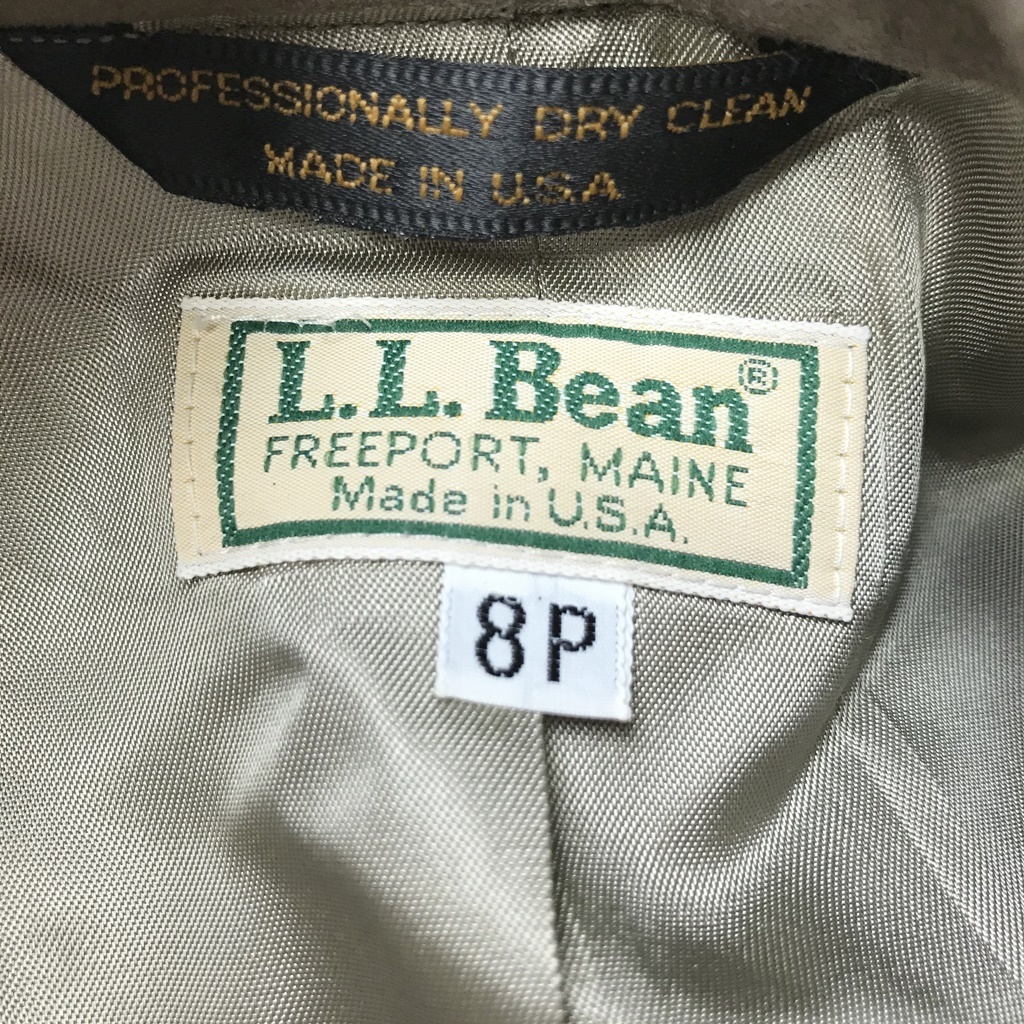 PROFESSIONALLY DRY CLEAN
MADE IN U.S.A
L.L.Bean®
FREEPORT, MAINE
Made in U.S.A.
8P